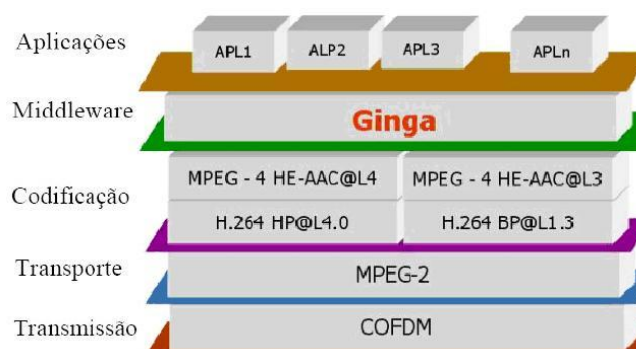 Aplicações
APL1 ALP2 APL3 APLn
Middleware
Ginga
Codificação
MPEG - 4 HE-AAC@L4 MPEG - 4 HE-AAC@L3
H.264 HP@L4.0 H.264 BP@L1.3
Transporte
MPEG-2
Transmissão
COFDM